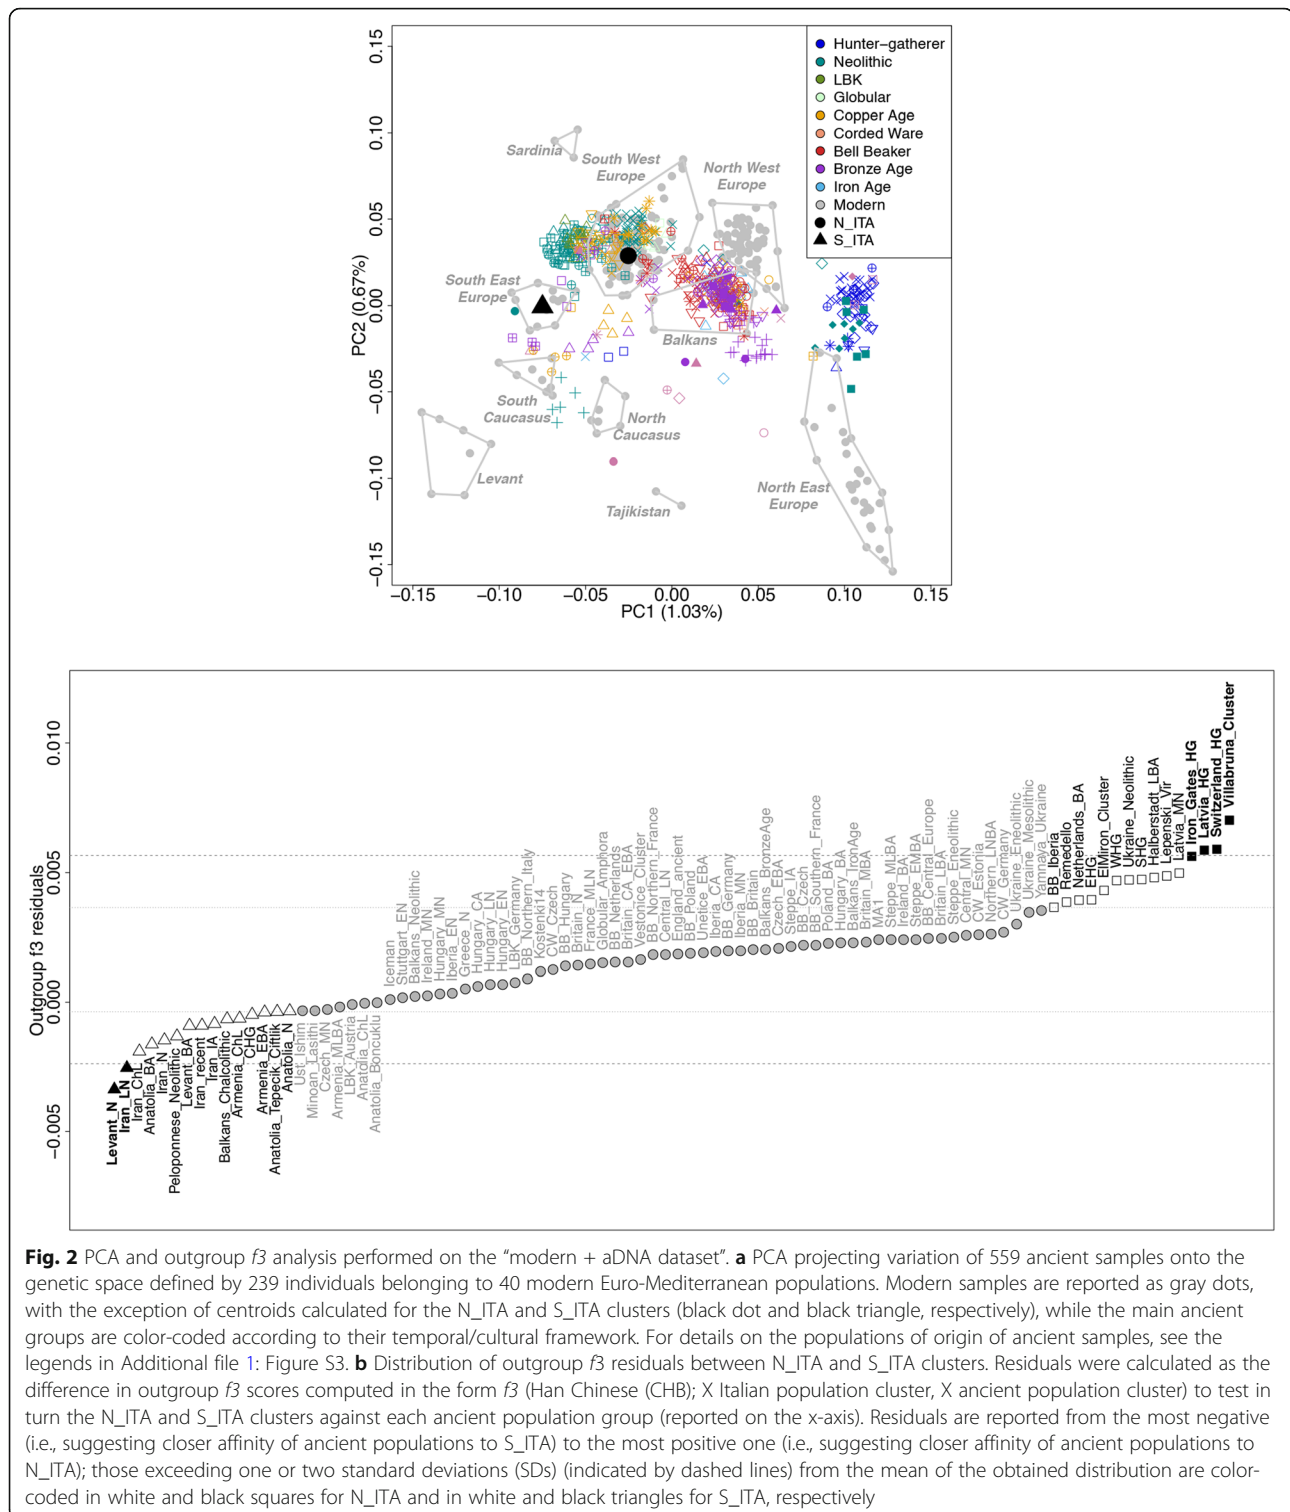 0.15
0.10
0.05
0.00
−0.05
−0.10
−0.15
PC2 (0.67%)
−0.15
−0.10
−0.05
0.00
0.05
0.10
0.15
PC1 (1.03%)
Hunter−gatherer
Neolithic
LBK
Globular
Copper Age
Corded Ware
Bell Beaker
Bronze Age
Iron Age
Modern
N_ITA
S_ITA
Sardinia
South West
Europe
North West
Europe
South East
Europe
Balkans
South
Caucasus
North
Caucasus
Levant
Tajikistan
North East
Europe
Outgroup f3 residuals
0.010
0.005
0.000
−0.005
Levant_N
Iran_LN
Iran_ChL
Anatolia_BA
Iran_N
Peloponnese_Neolithic
Levant_BA
Iran_recent
Iran_IA
Balkans_Chalcolithic
Armenia_ChL
CHG
Armenia_EBA
Anatolia_Tepecik_Ciftlik
Anatolia_N
Ust_Ishim
Minoan_Lasithi
Czech_MN
Armenia_MLBA
LBK_Austria
Anatolia_ChL
Anatolia_Boncuklu
Iceman
Stuttgart_EN
Balkans_Neolithic
Ireland_MN
Hungary_MN
Iberia_EN
Greece_N
Hungary_CA
Hungary_LN
Hungary_EN
LBK_Germany
BB_Northern_Italy
Kostenki14
CW_Czech
BB_Hungary
Britain_N
France_MLN
Globular_Amphora
BB_Netherlands
Britain_CA_EBA
Vestonice_Cluster
BB_Northern_France
Central_LN
England_ancient
BB_Poland
Unetice_EBA
Iberia_CA
BB_Germany
Iberia_MN
BB_Britain
Balkans_BronzeAge
Czech_EBA
Steppe_IA
BB_Czech
BB_Southern_France
Poland_BA
Hungary_BA
Balkans_IronAge
Britain_MBA
MA1
Steppe_MLBA
Ireland_BA
Steppe_EMBA
BB_Central_Europe
Britain_LBA
Steppe_Eneolithic
Central_MN
CW_Estonia
Northern_LNBA
CW_Germany
Ukraine_Eneolithic
Ukraine_Mesolithic
Yamnaya_Ukraine
BB_Iberia
Remedello
Netherlands_BA
EHG
ElMiron_Cluster
WHG
Ukraine_Neolithic
SHG
Halberstadt_LBA
Lepenski_Vir
Latvia_MN
Iron_Gates_HG
Latvia_HG
Switzerland_HG
Villabruna_Cluster
Fig. 2 PCA and outgroup f3 analysis performed on the “modern + aDNA dataset”. a PCA projecting variation of 559 ancient samples onto the
genetic space defined by 239 individuals belonging to 40 modern Euro-Mediterranean populations. Modern samples are reported as gray dots,
with the exception of centroids calculated for the N_ITA and S_ITA clusters (black dot and black triangle, respectively), while the main ancient
groups are color-coded according to their temporal/cultural framework. For details on the populations of origin of ancient samples, see the
legends in Additional file 1: Figure S3. b Distribution of outgroup f3 residuals between N_ITA and S_ITA clusters. Residuals were calculated as the
difference in outgroup f3 scores computed in the form f3 (Han Chinese (CHB); X Italian population cluster, X ancient population cluster) to test in
turn the N_ITA and S_ITA clusters against each ancient population group (reported on the x-axis). Residuals are reported from the most negative
(i.e., suggesting closer affinity of ancient populations to S_ITA) to the most positive one (i.e., suggesting closer affinity of ancient populations to
N_ITA); those exceeding one or two standard deviations (SDs) (indicated by dashed lines) from the mean of the obtained distribution are color-
coded in white and black squares for N_ITA and in white and black triangles for S_ITA, respectively